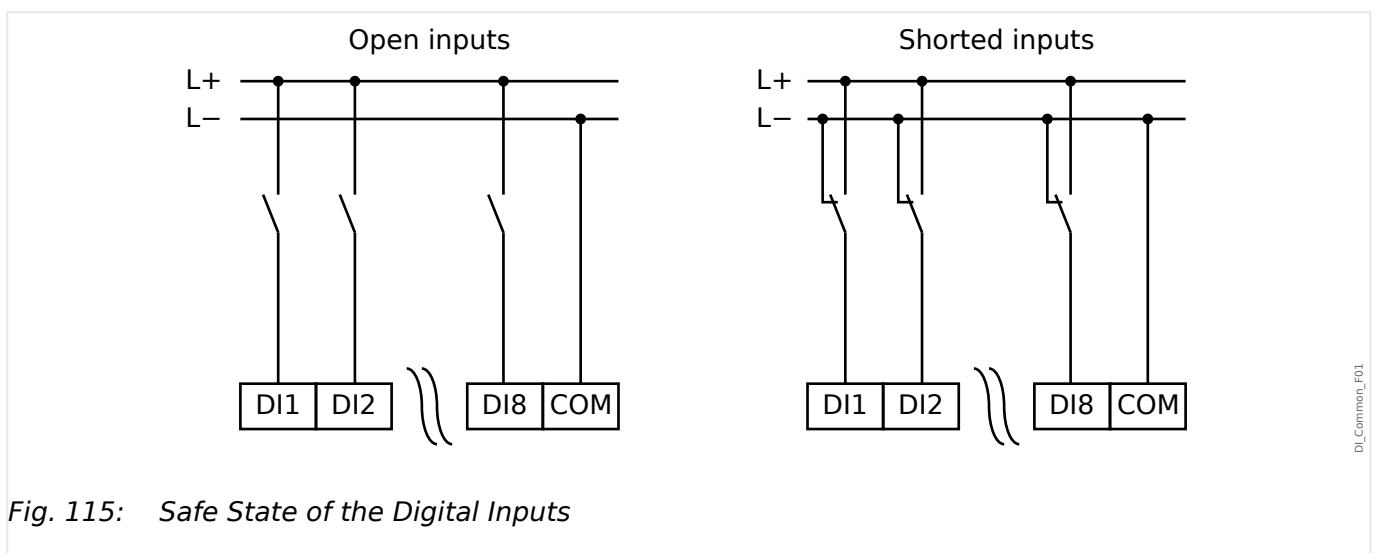 Open inputs
Shorted inputs
L+
L−
L+
L−
DI1 DI2 DI8 COM
DI1 DI2 DI8 COM
DI_Common_F01
Fig. 115: Safe State of the Digital Inputs